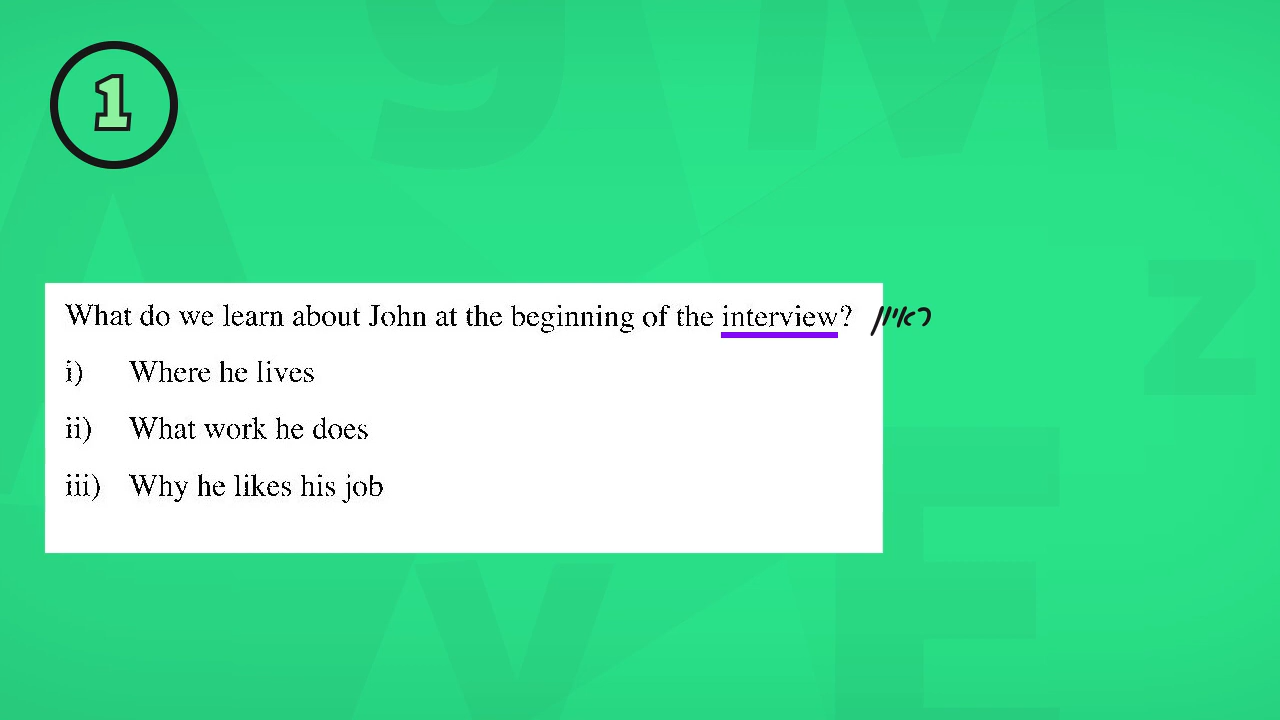 1
What do we learn about John at the beginning of the interview? ראיון
i) Where he lives
ii) What work he does
iii) Why he likes his job